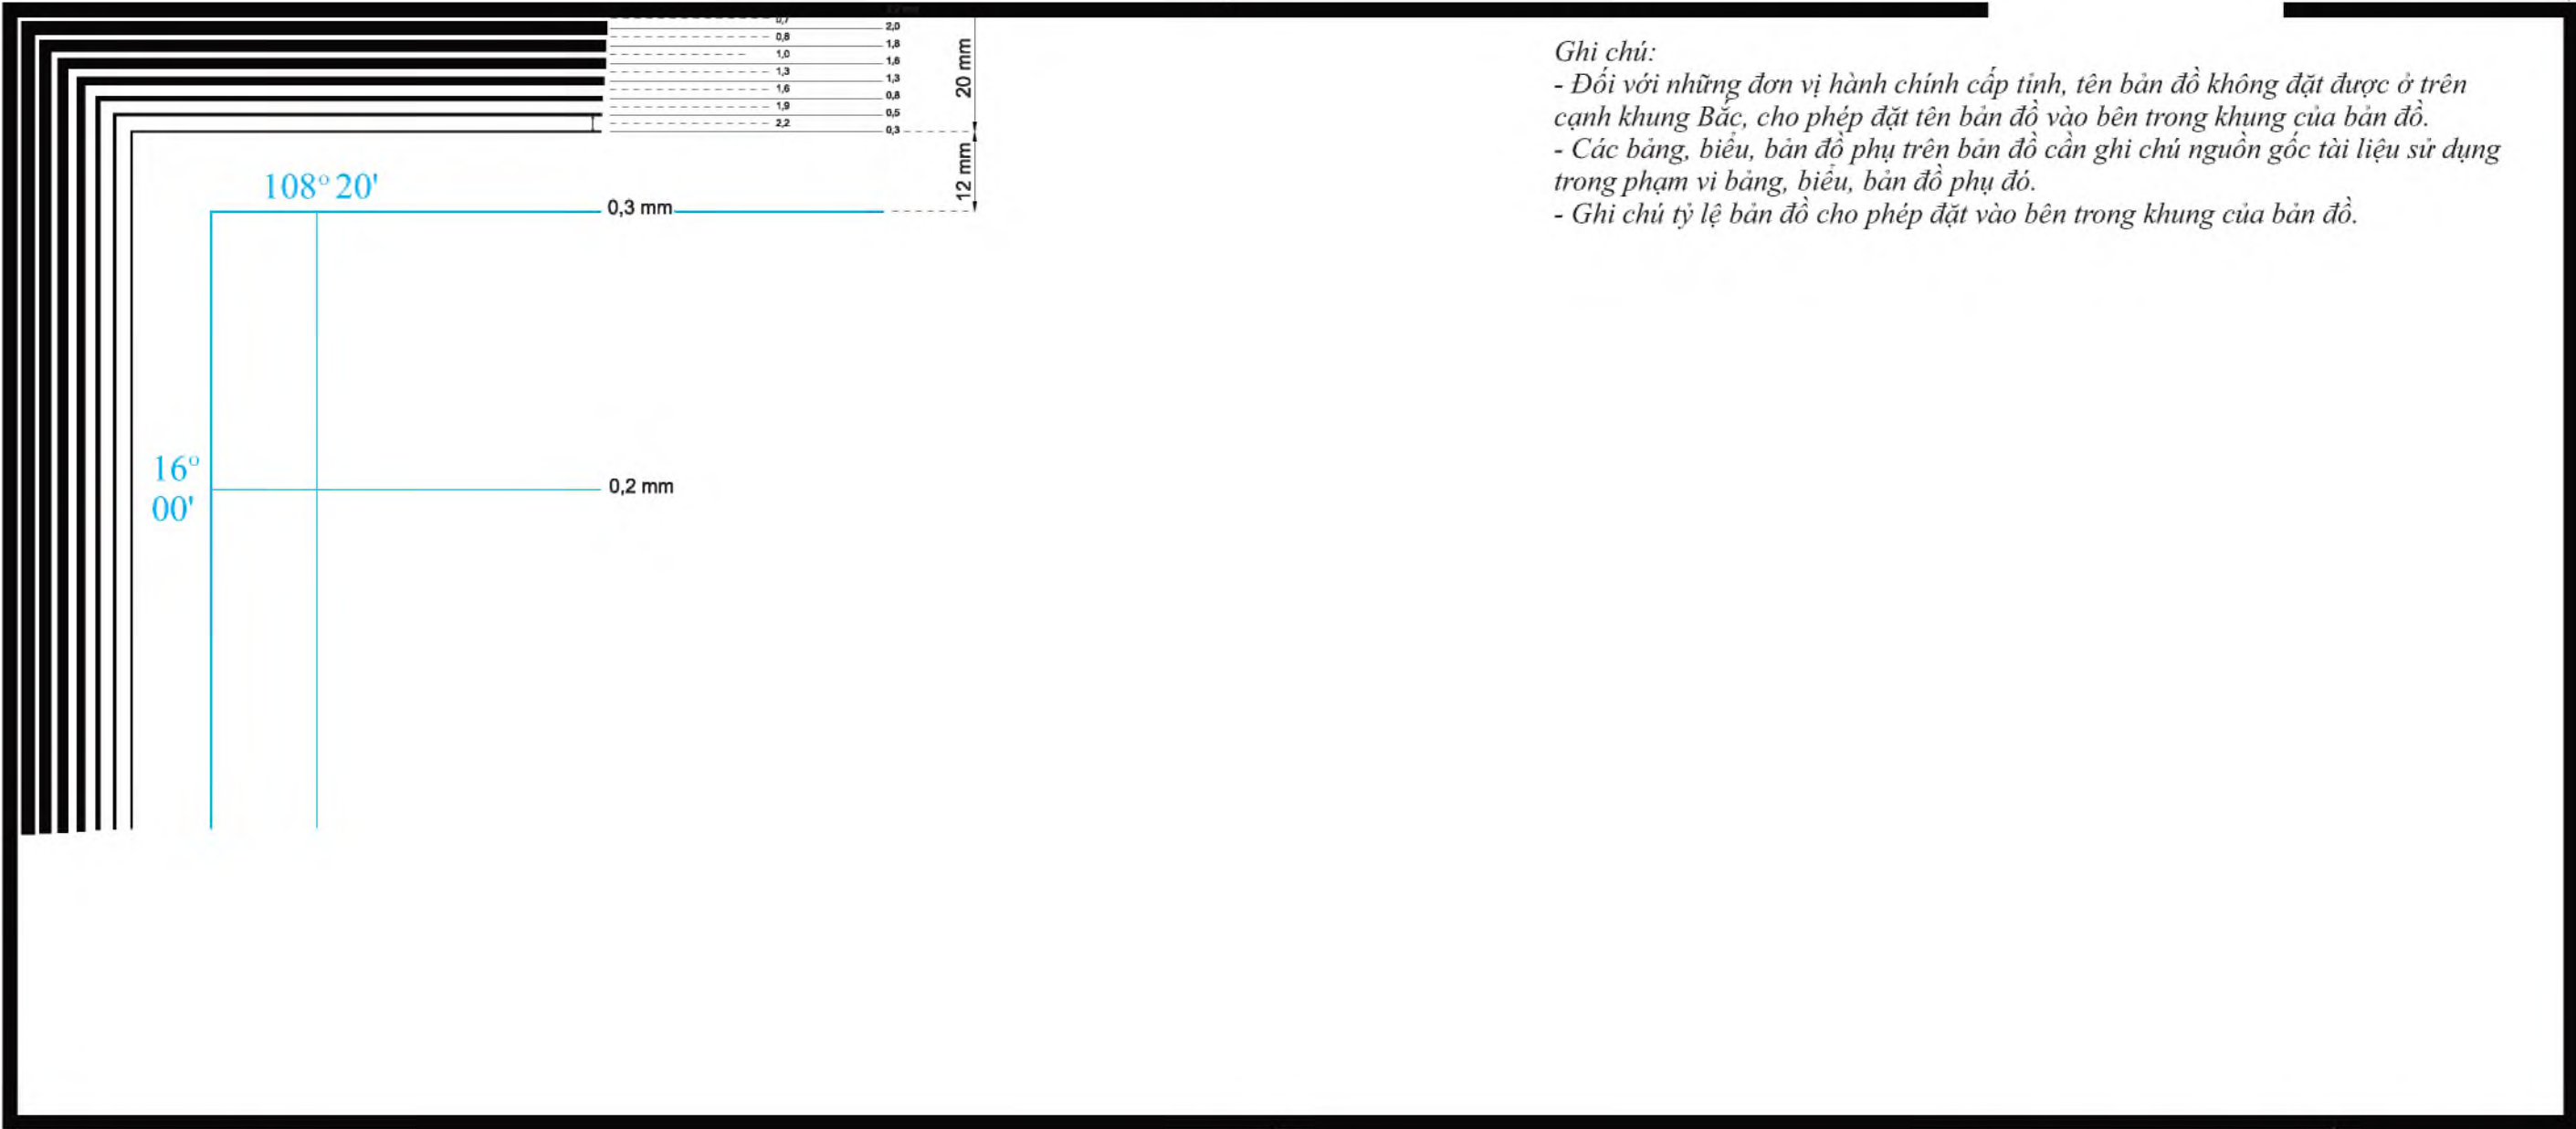 0,7
2,0
0,8
1,8
1,0
1,6
1,3
1,3
1,6
0,8
1,9
0,5
2,2
0,3
20 mm
12 mm
108° 20'
0,3 mm
16°
00'
0,2 mm
Ghi chú:
- Đối với những đơn vị hành chính cấp tỉnh, tên bản đồ không đặt được ở trên
cạnh khung Bắc, cho phép đặt tên bản đồ vào bên trong khung của bản đồ.
- Các bảng, biểu, bản đồ phụ trên bản đồ cần ghi chú nguồn gốc tài liệu sử dụng
trong phạm vi bảng, biểu, bản đồ phụ đó.
- Ghi chú tỷ lệ bản đồ cho phép đặt vào bên trong khung của bản đồ.